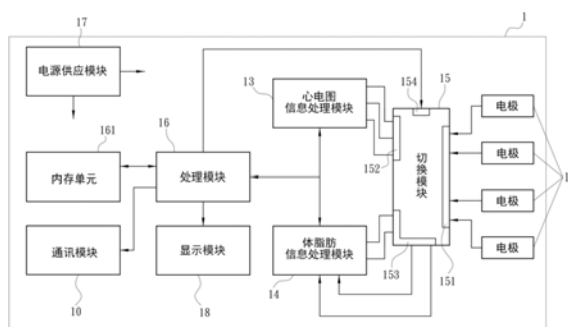 17
1
电源供应模块
13
心电图
信息处理模块
154
15
电极
161
16
152
切换模块
电极
内存单元
处理模块
电极
通讯模块
显示模块
体脂肪
信息处理模块
电极
10
18
14
153
151